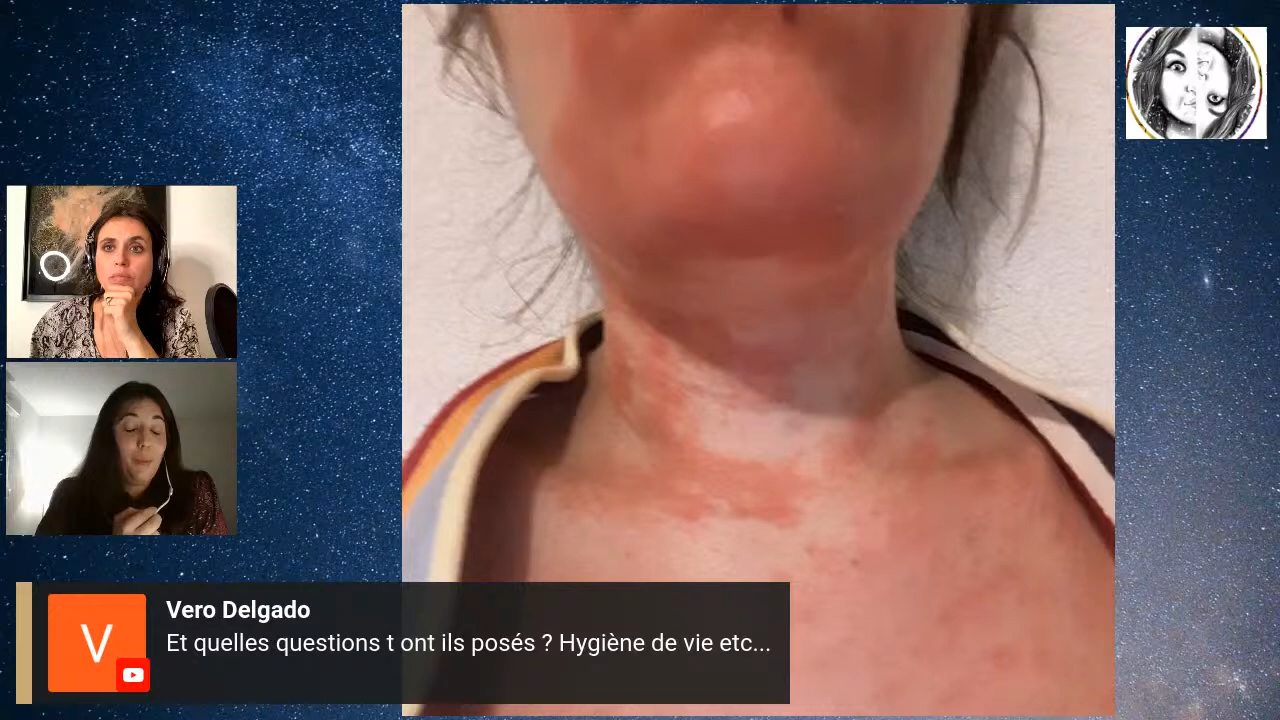 Vero Delgado
V
Et quelles questions t ont ils posés ? Hygiène de vie etc...